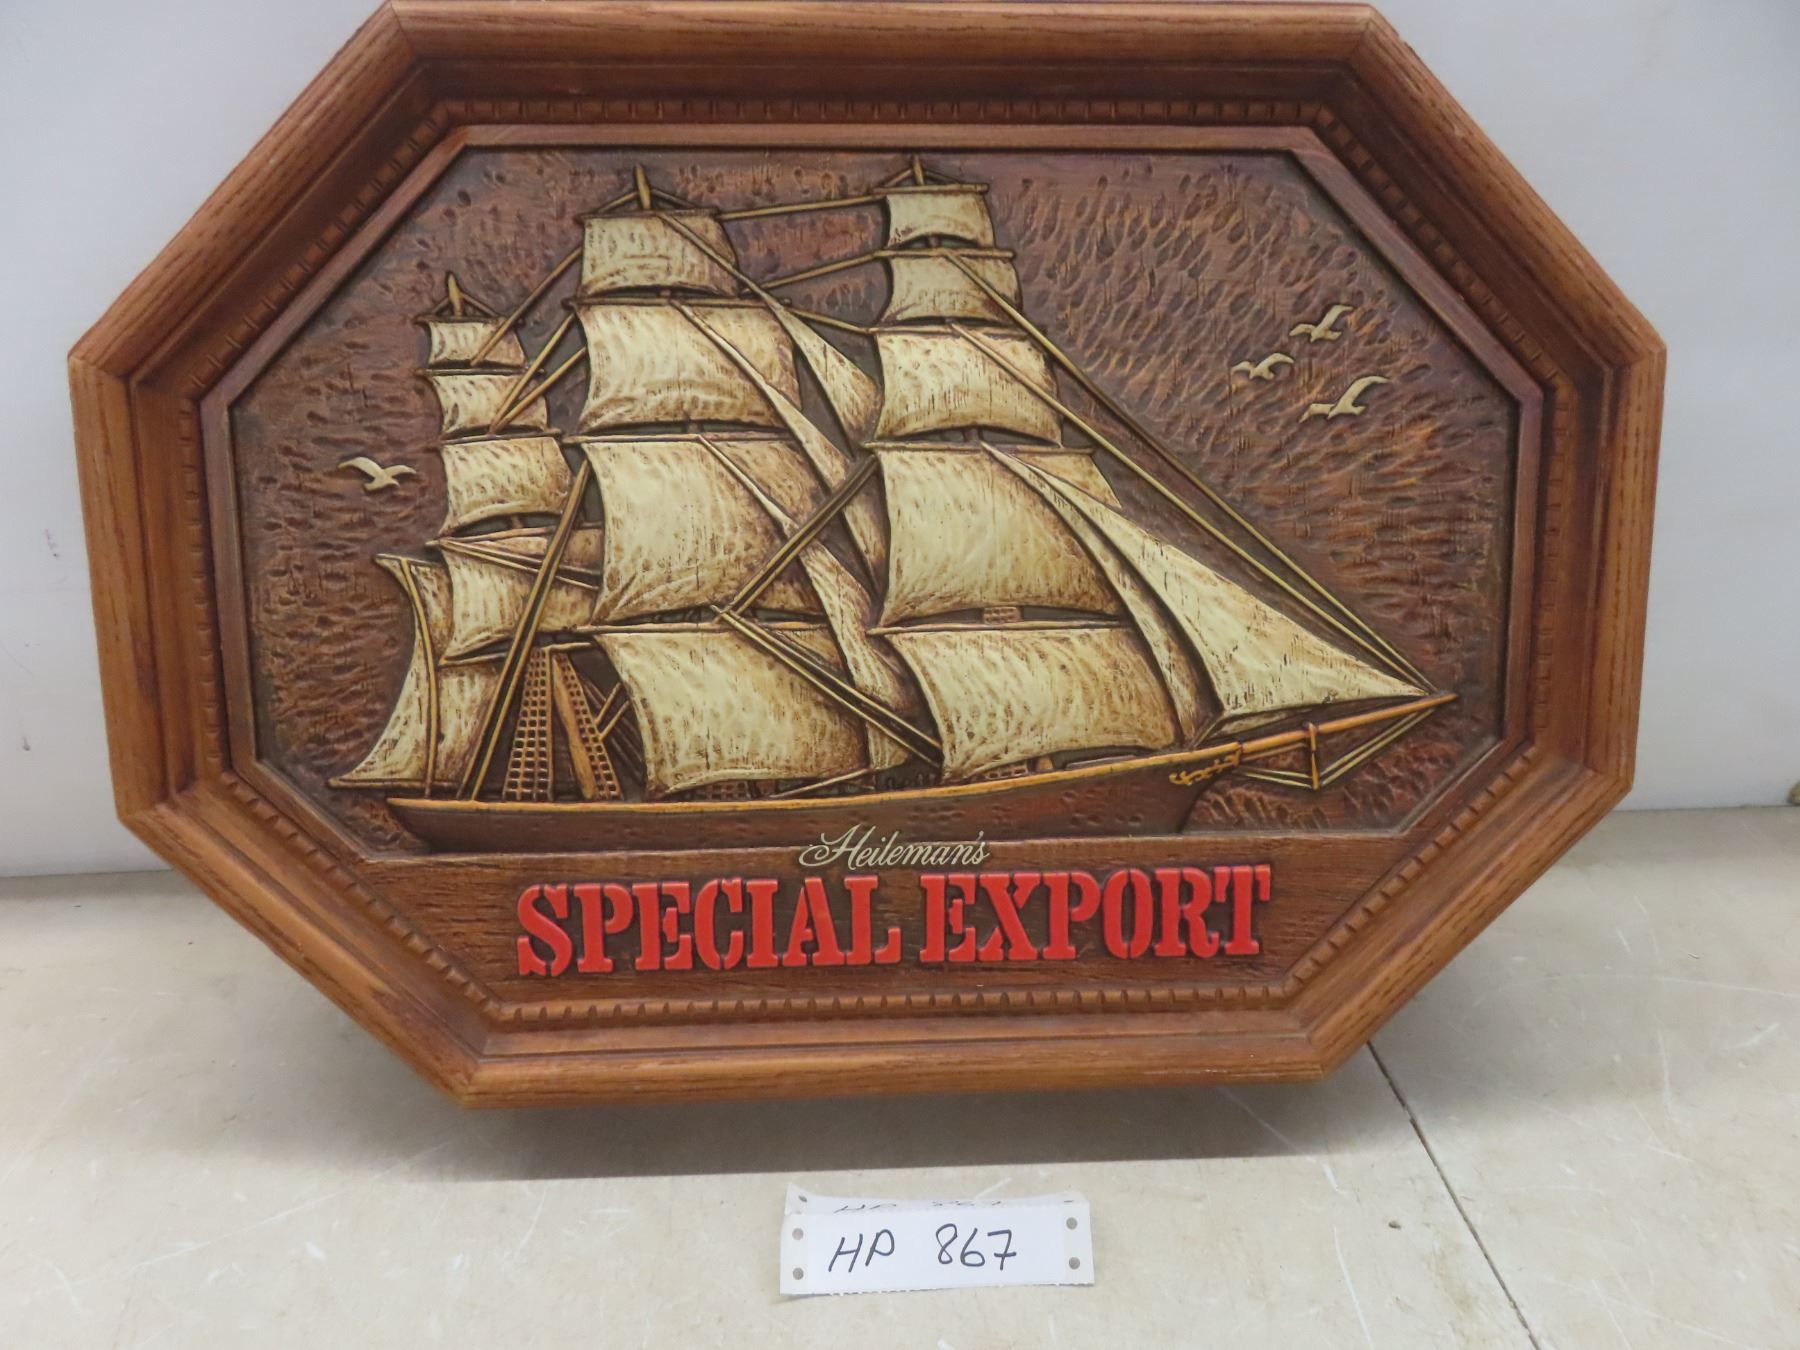 Heileman's
SPECIAL EXPORT
HP 867